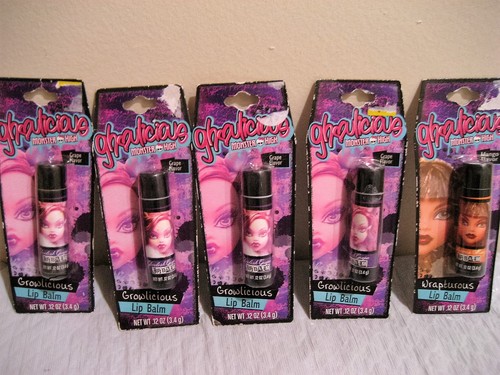 ghoulicious
MONSTER HIGH
Grape
Flavor
Growlicious
Lip Balm
NET WT .12 OZ (3.4 g)
ghoulicious
MONSTER HIGH
Grape
Flavor
Growlicious
Lip Balm
NET WT .12 OZ (3.4 g)
ghoulicious
MONSTER HIGH
Grape
Flavor
Growlicious
Lip Balm
NET WT .12 OZ (3.4 g)
ghoulicious
MONSTER HIGH
Grape
Flavor
Growlicious
Lip Balm
NET WT .12 OZ (3.4 g)
ghoulicious
MONSTER HIGH
Flavor
Wrapturous
Lip Balm
NET WT .12 OZ (3.4 g)